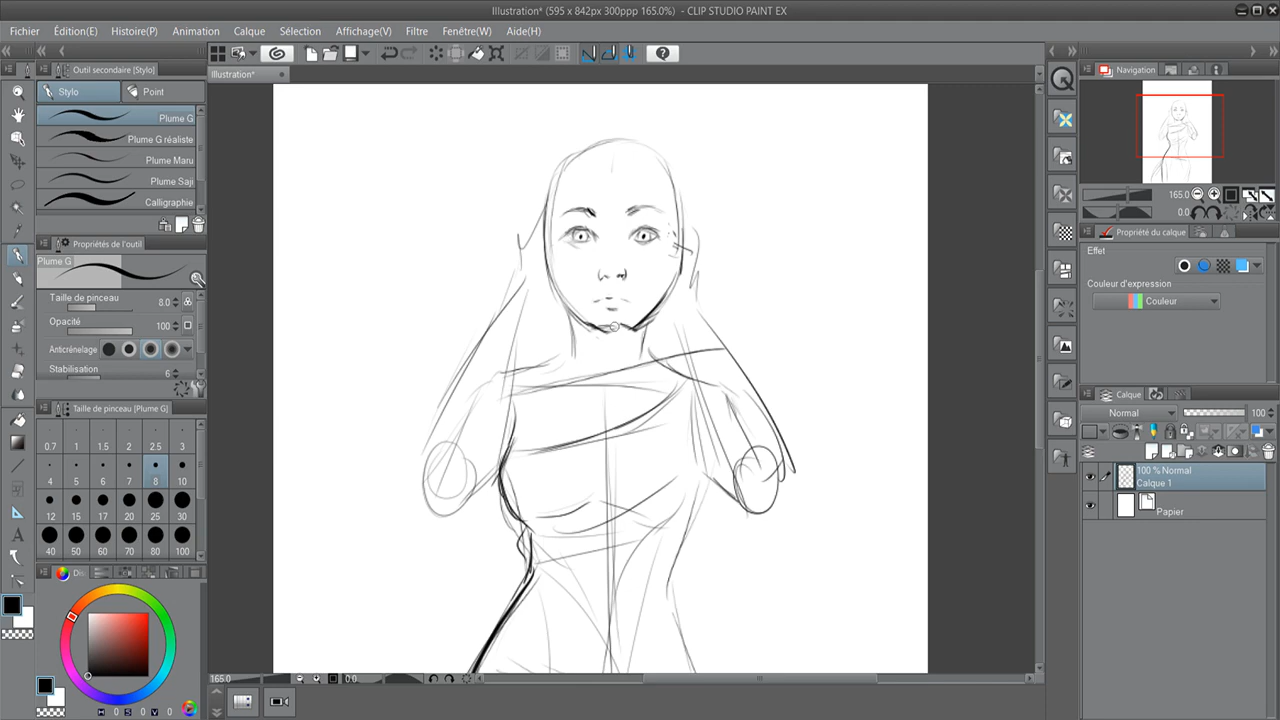 Illustration* (595 x 842px 300ppp 165.0%) - CLIP STUDIO PAINT EX
Fichier Édition(E) Histoire(P) Animation Calque Sélection Affichage(V) Filtre Fenêtre(W) Aide(H)
Outil secondaire [Stylo]
Illustration*
Navigation
Stylo
Point
Plume G
Plume G réaliste
Plume Maru
Plume Saji
Calligraphie
165.0
0.0
Propriétés de l'outil
Propriété du calque
Plume G
Effet
Couleur d'expression
Couleur
Taille de pinceau 8.0
Opacité 100
Anticrénelage
Stabilisation 6
Calque
Taille de pinceau [Plume G]
Normal 100
0.7 1 1.5 2 2.5 3
4 5 6 7 8 10
12 15 20 25 30
40 50 60 70 80 100
100 % Normal
Calque 1
Papier
165.0
0.0
H 0 S 0 V 0